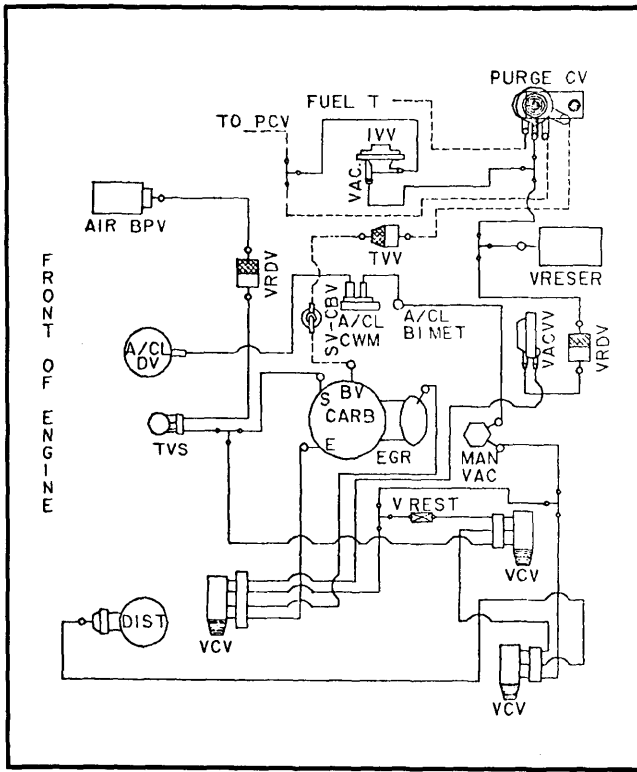 PURGE CV
FUEL T
TO PCV
IVV
VAC.
AIR BPV
VRDV
TVV
VRESER
FRONT OF ENGINE
SV-CBV
A/CL
CWM
A/CL
BIMET
VACVV
VRDV
A/CL
DV
S
BV
CARB
E
EGR
TVS
MAN
VAC
V REST
VCV
DIST
VCV
VCV